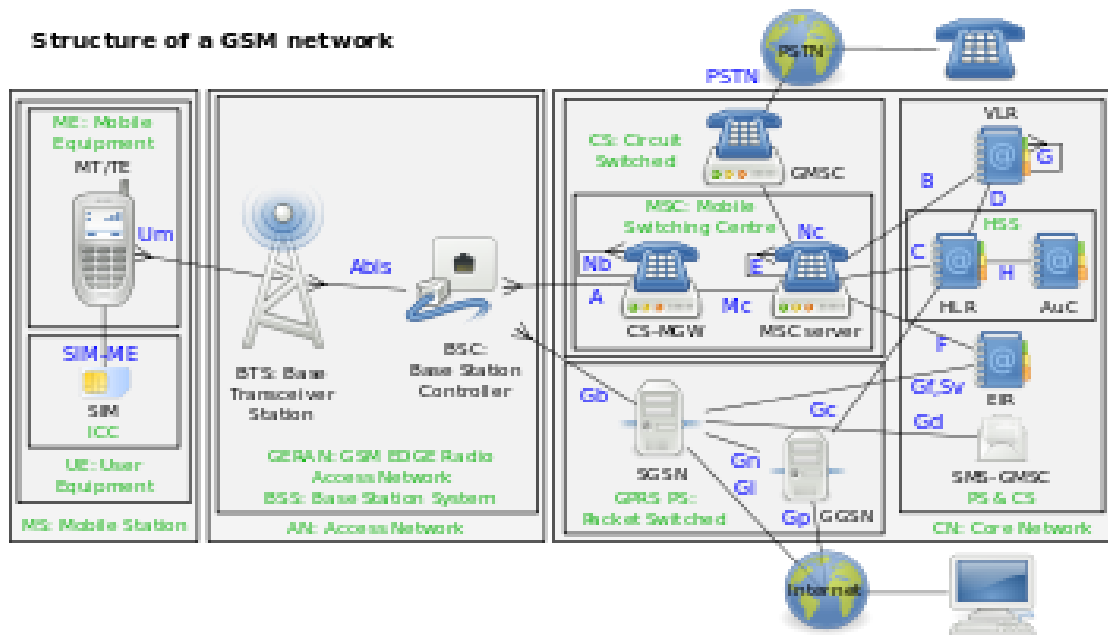 Structure of a GSM network
PSTN
PSTN
ME: Mobile
Equipment
MT/TE
Um
SIM-ME
SIM
ICC
UE: User
Equipment
MS: Mobile Station
BTS: Base
Transceiver
Station
Abis
BSC:
Base Station
Controller
GERAN: GSM EDGE Radio
Access Network
BSS: Base Station System
AN: Access Network
CS: Circuit
Switched
GMSC
MSC: Mobile
Switching Centre
Nc
Nb
E
A
Mc
CS-MGW
MSC server
VLR
G
B
D
HSS
C
H
HLR
AuC
F
EIR
Gf,Sv
Gb
Gc
Gd
SGSN
Gn
Gi
GPRS PS:
Packet Switched
Gp
GGSN
SMS-GMSC
PS & CS
CN: Core Network
Internet